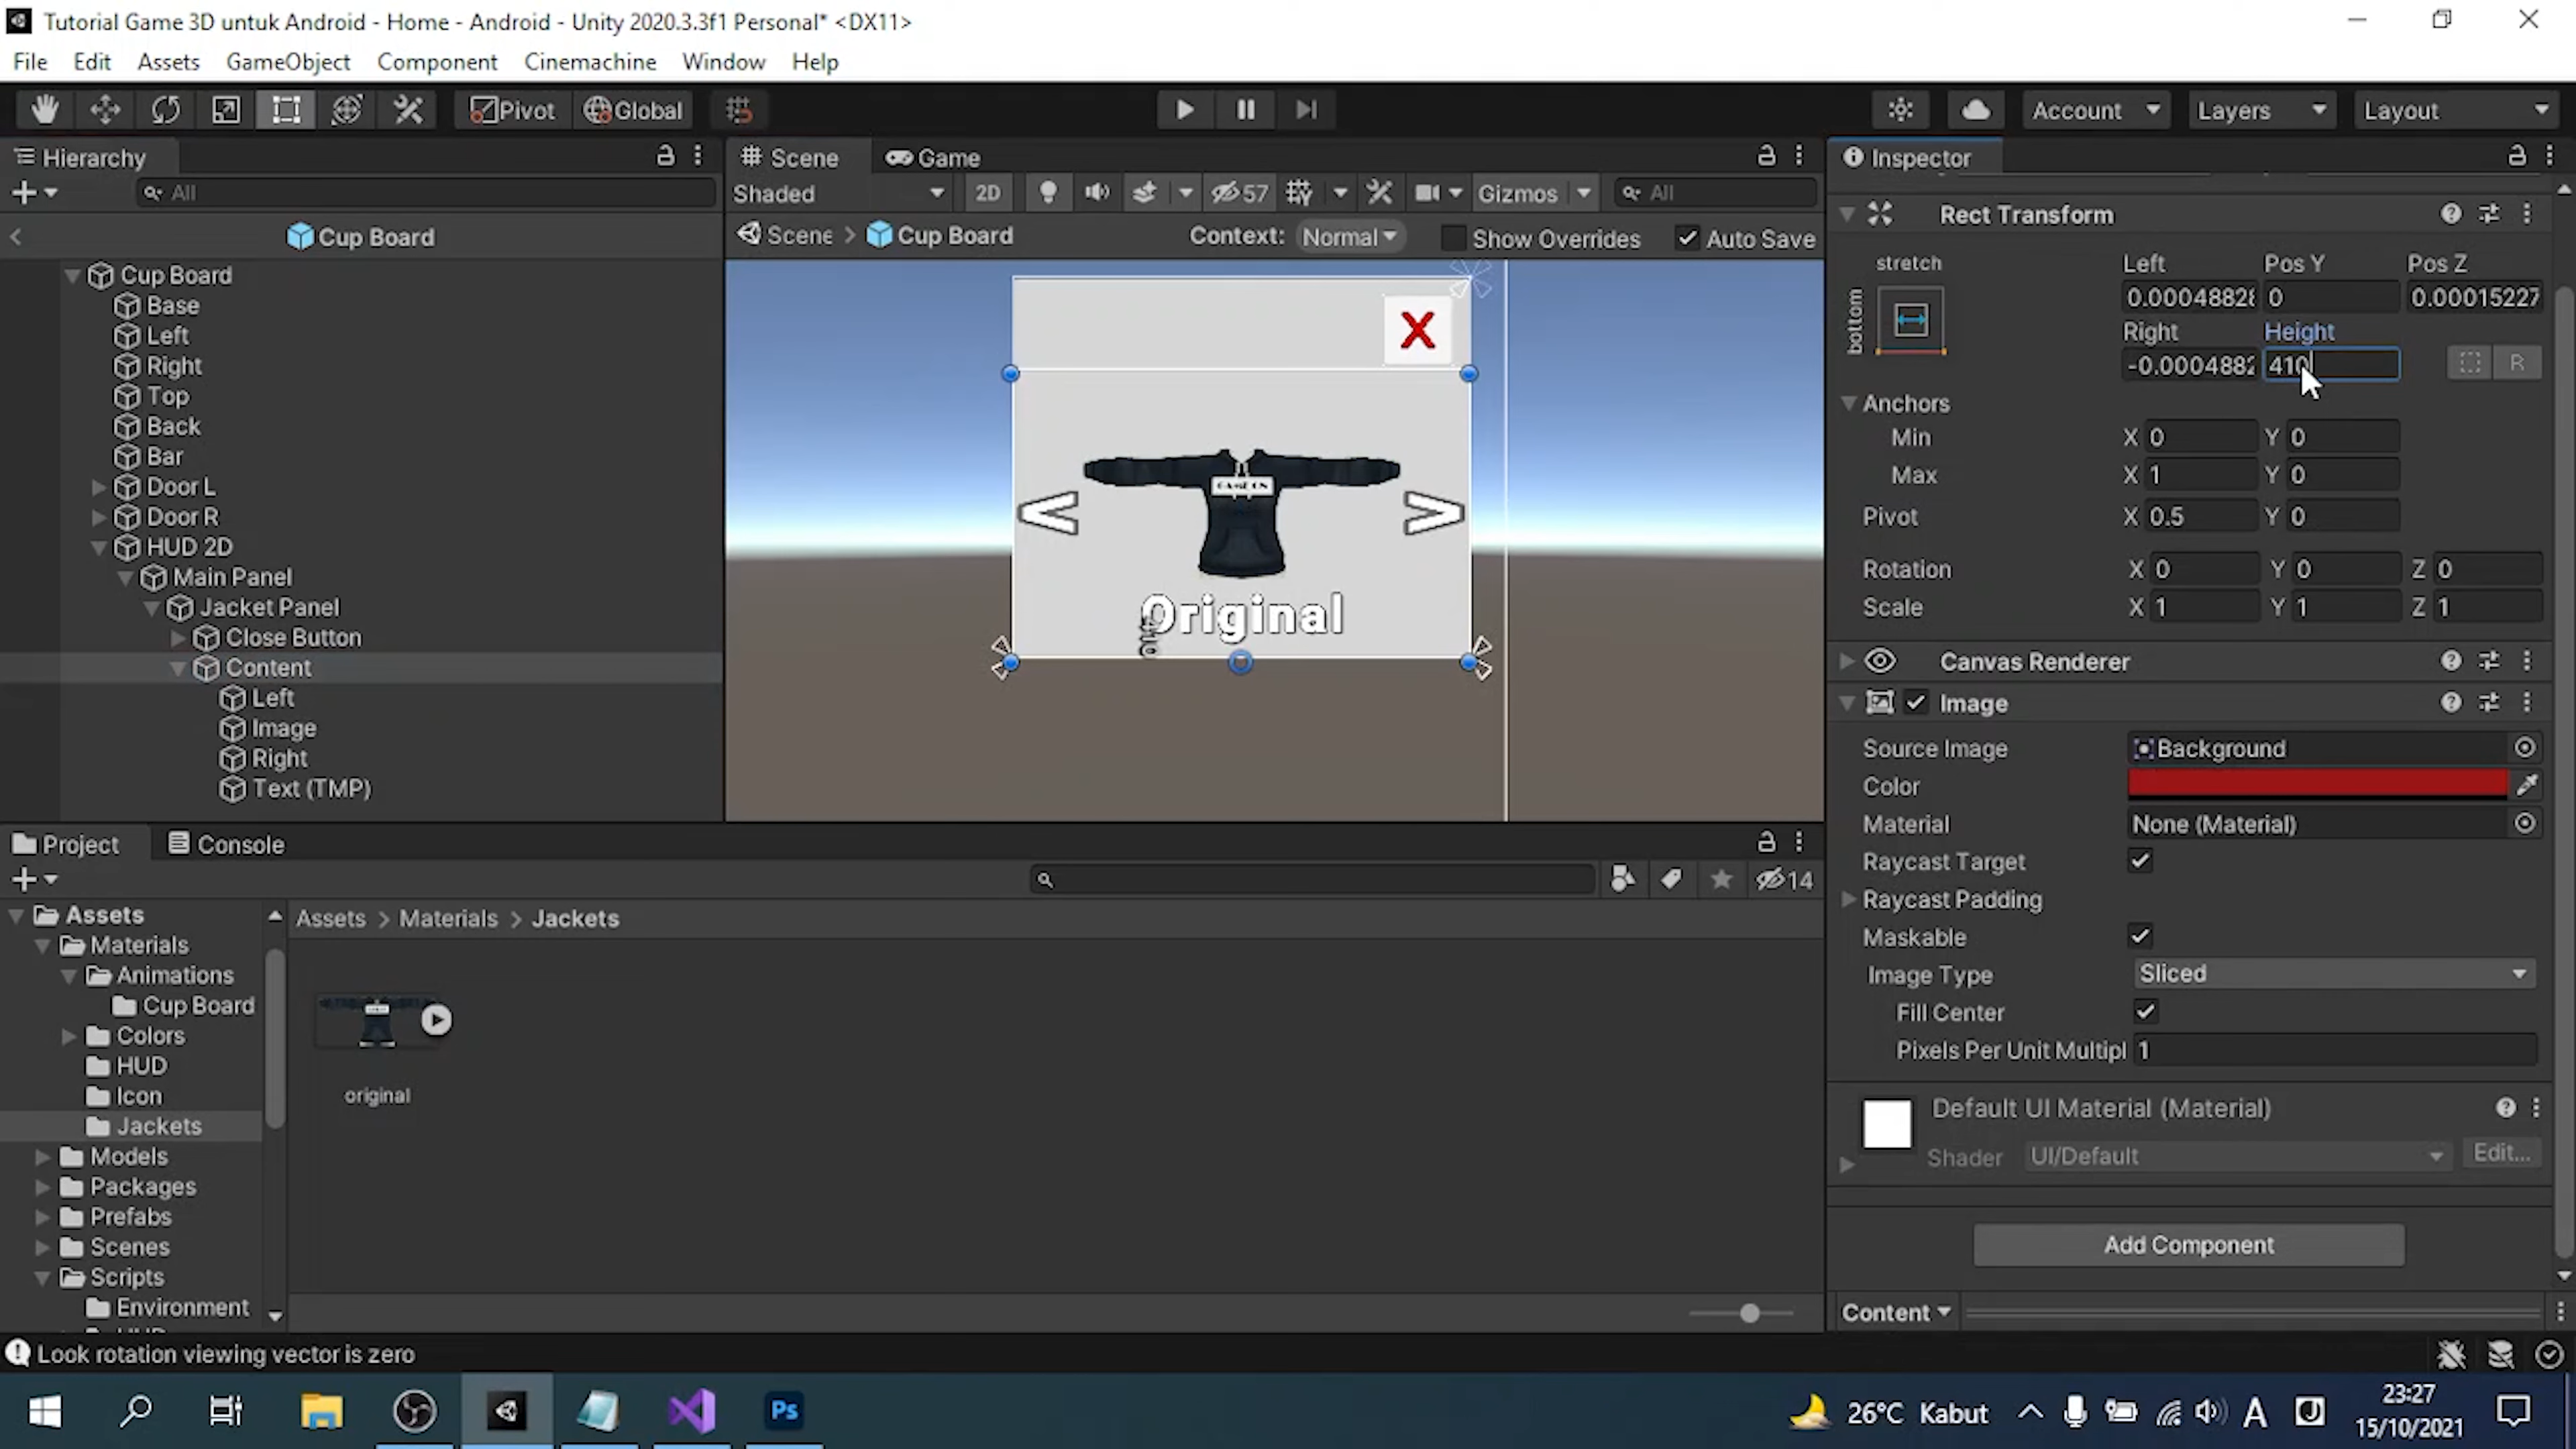 Tutorial Game 3D untuk Android - Home - Android - Unity 2020.3.3f1 Personal* <DX11>
File Edit Assets GameObject Component Cinemachine Window Help
Pivot Global Account Layers Layout
Hierarchy
All
Cup Board
Cup Board
Base
Left
Right
Top
Back
Bar
Door L
Door R
HUD 2D
Main Panel
Jacket Panel
Close Button
Content
Left
Image
Right
Text (TMP)
Scene Game
Shaded 2D 57 Gizmos All
Scene > Cup Board Context: Normal Show Overrides Auto Save
X
GAME ON
< >
Original
410
Inspector
Rect Transform
stretch Left Pos Y Pos Z
bottom 0.00048828 0 0.00015227
Right Height
-0.0004882 410 R
Anchors
Min X 0 Y 0
Max X 1 Y 0
Pivot X 0.5 Y 0
Rotation X 0 Y 0 Z 0
Scale X 1 Y 1 Z 1
Canvas Renderer
Image
Source Image Background
Color
Material None (Material)
Raycast Target
Raycast Padding
Maskable
Image Type Sliced
Fill Center
Pixels Per Unit Multipl 1
Default UI Material (Material)
Shader UI/Default Edit...
Add Component
Content
Project Console
14
Assets
Materials
Animations
Cup Board
Colors
HUD
Icon
Jackets
Models
Packages
Prefabs
Scenes
Scripts
Environment
Assets > Materials > Jackets
original
Look rotation viewing vector is zero
Ps
26°C Kabut A J 23:27
15/10/2021